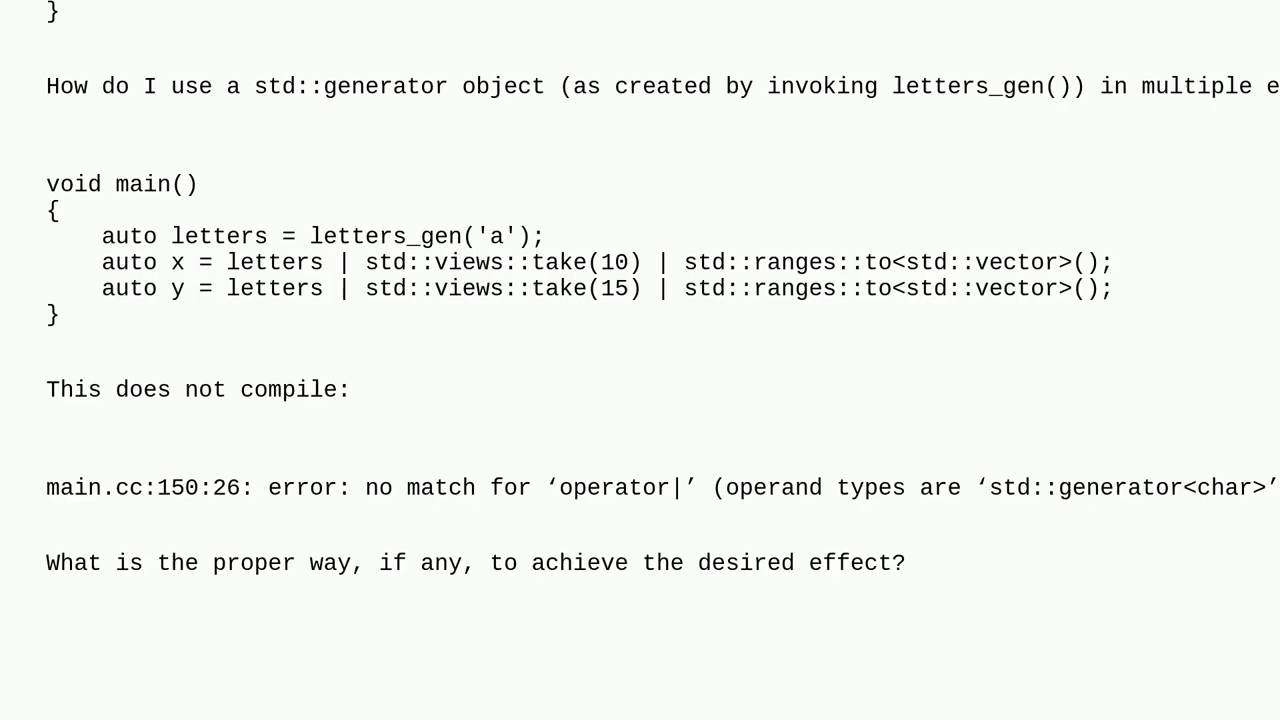 }
How do I use a std::generator object (as created by invoking letters_gen()) in multiple e
void main()
{
    auto letters = letters_gen('a');
    auto x = letters | std::views::take(10) | std::ranges::to<std::vector>();
    auto y = letters | std::views::take(15) | std::ranges::to<std::vector>();
}
This does not compile:
main.cc:150:26: error: no match for ‘operator|’ (operand types are ‘std::generator<char>’
What is the proper way, if any, to achieve the desired effect?